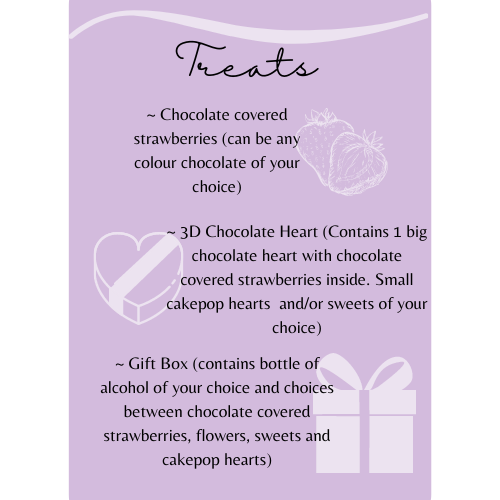 Treats
~ Chocolate covered
strawberries (can be any
colour chocolate of your
choice)
~ 3D Chocolate Heart (Contains 1 big
chocolate heart with chocolate
covered strawberries inside. Small
cakepop hearts and/or sweets of your
choice)
~ Gift Box (contains bottle of
alcohol of your choice and choices
between chocolate covered
strawberries, flowers, sweets and
cakepop hearts)